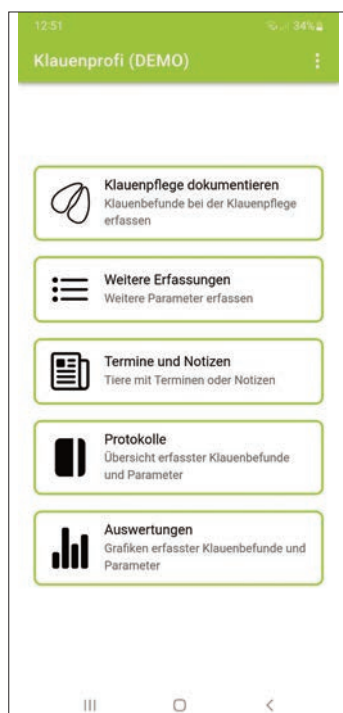 12:51 34%
Klauenprofi (DEMO)
Klauenpflege dokumentieren
Klauenbefunde bei der Klauenpflege
erfassen
Weitere Erfassungen
Weitere Parameter erfassen
Termine und Notizen
Tiere mit Terminen oder Notizen
Protokolle
Übersicht erfasster Klauenbefunde
und Parameter
Auswertungen
Grafiken erfasster Klauenbefunde und
Parameter